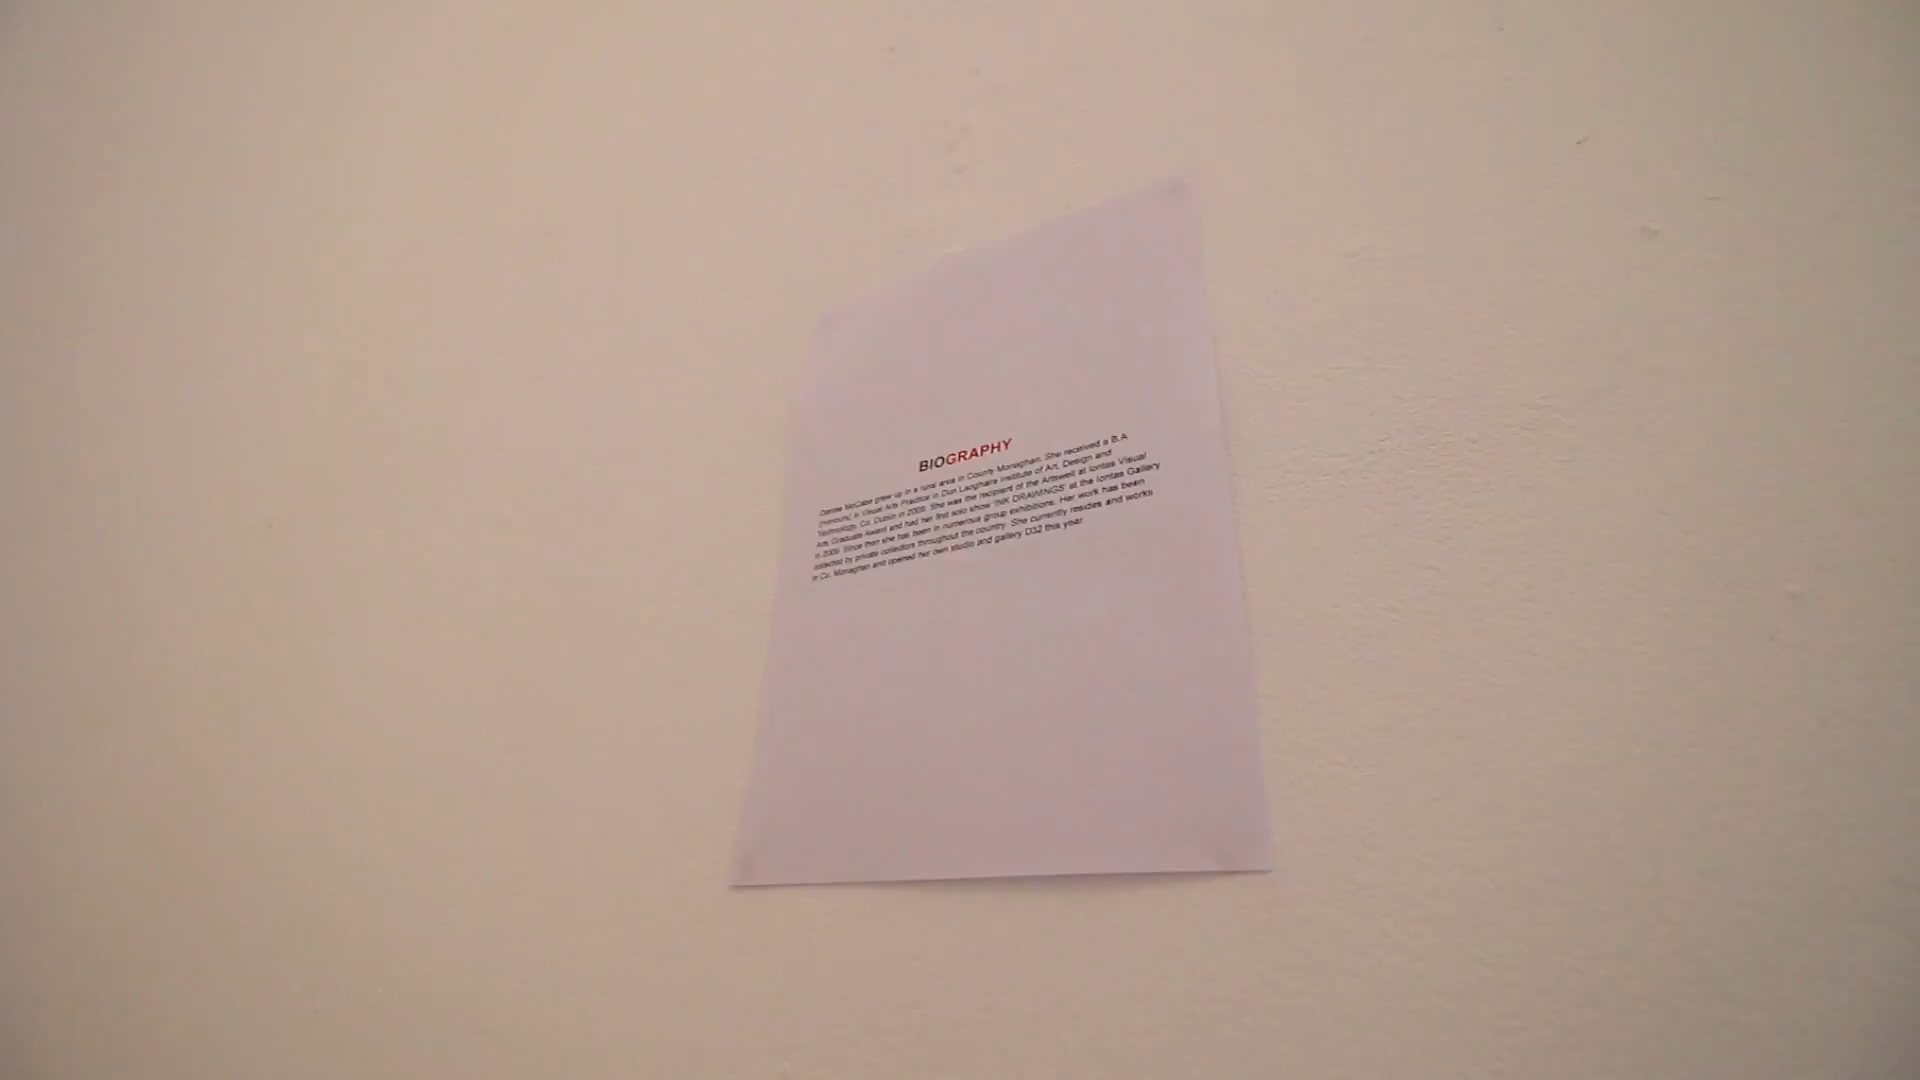 BIOGRAPHY
Denise McCabe grew up in a rural area in County Monaghan. She received a B.A
(Honours) in Visual Arts Practice in Dun Laoghaire Institute of Art, Design and
Technology, Co. Dublin in 2009. She was the recipient of the Artswell at Iontas Visual
Arts Graduate Award and had her first solo show 'INK DRAWINGS' at the Iontas Gallery
in 2009. Since then she has been in numerous group exhibitions. Her work has been
collected by private collectors throughout the country. She currently resides and works
in Co. Monaghan and opened her own studio and gallery D32 this year.